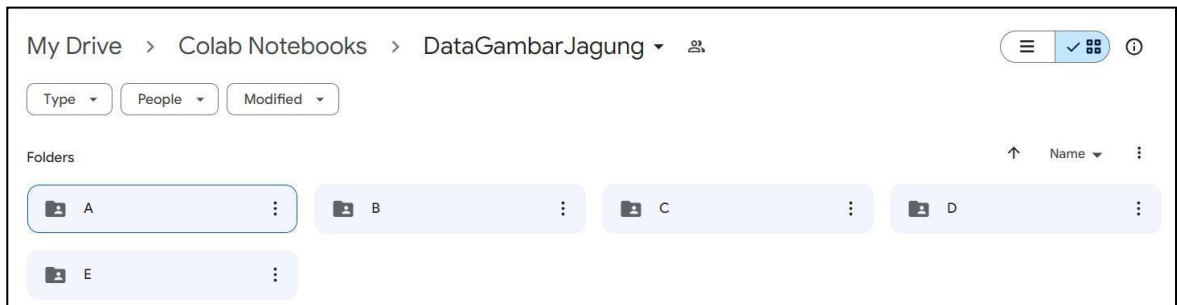 My Drive > Colab Notebooks > DataGambarJagung
Type People Modified
Folders Name
A B C D
E